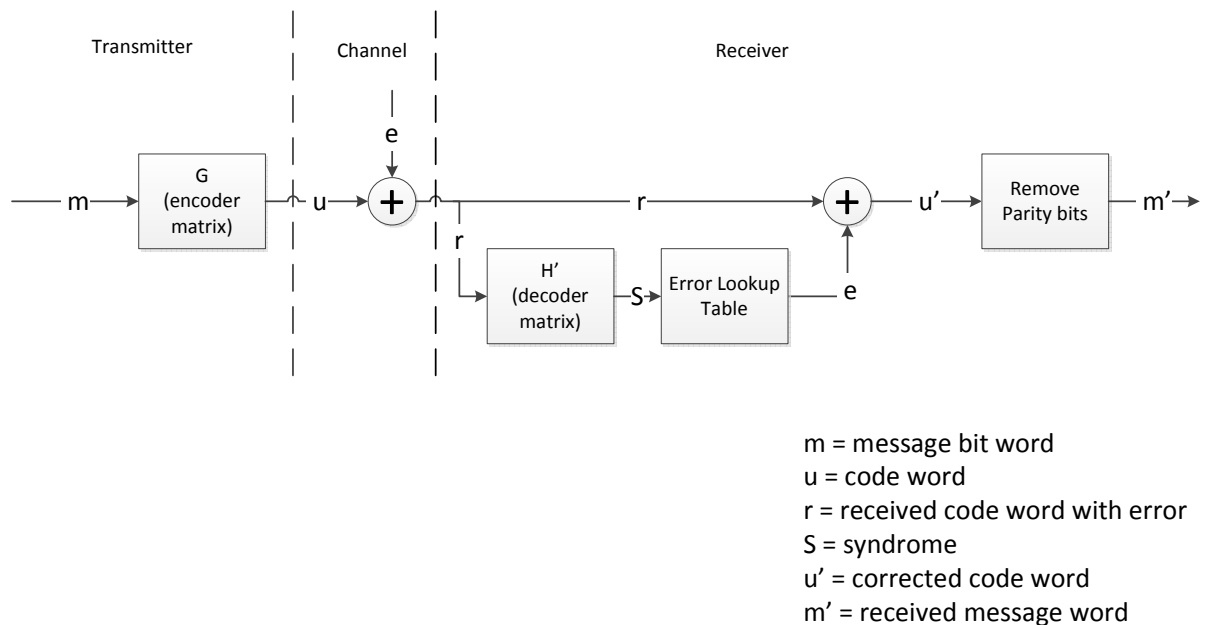 Transmitter
Channel
Receiver
e
m
G
(encoder
matrix)
u
+
r
+
u'
Remove
Parity bits
m'
r
H'
(decoder
matrix)
S
Error Lookup
Table
e
m = message bit word
u = code word
r = received code word with error
S = syndrome
u' = corrected code word
m' = received message word